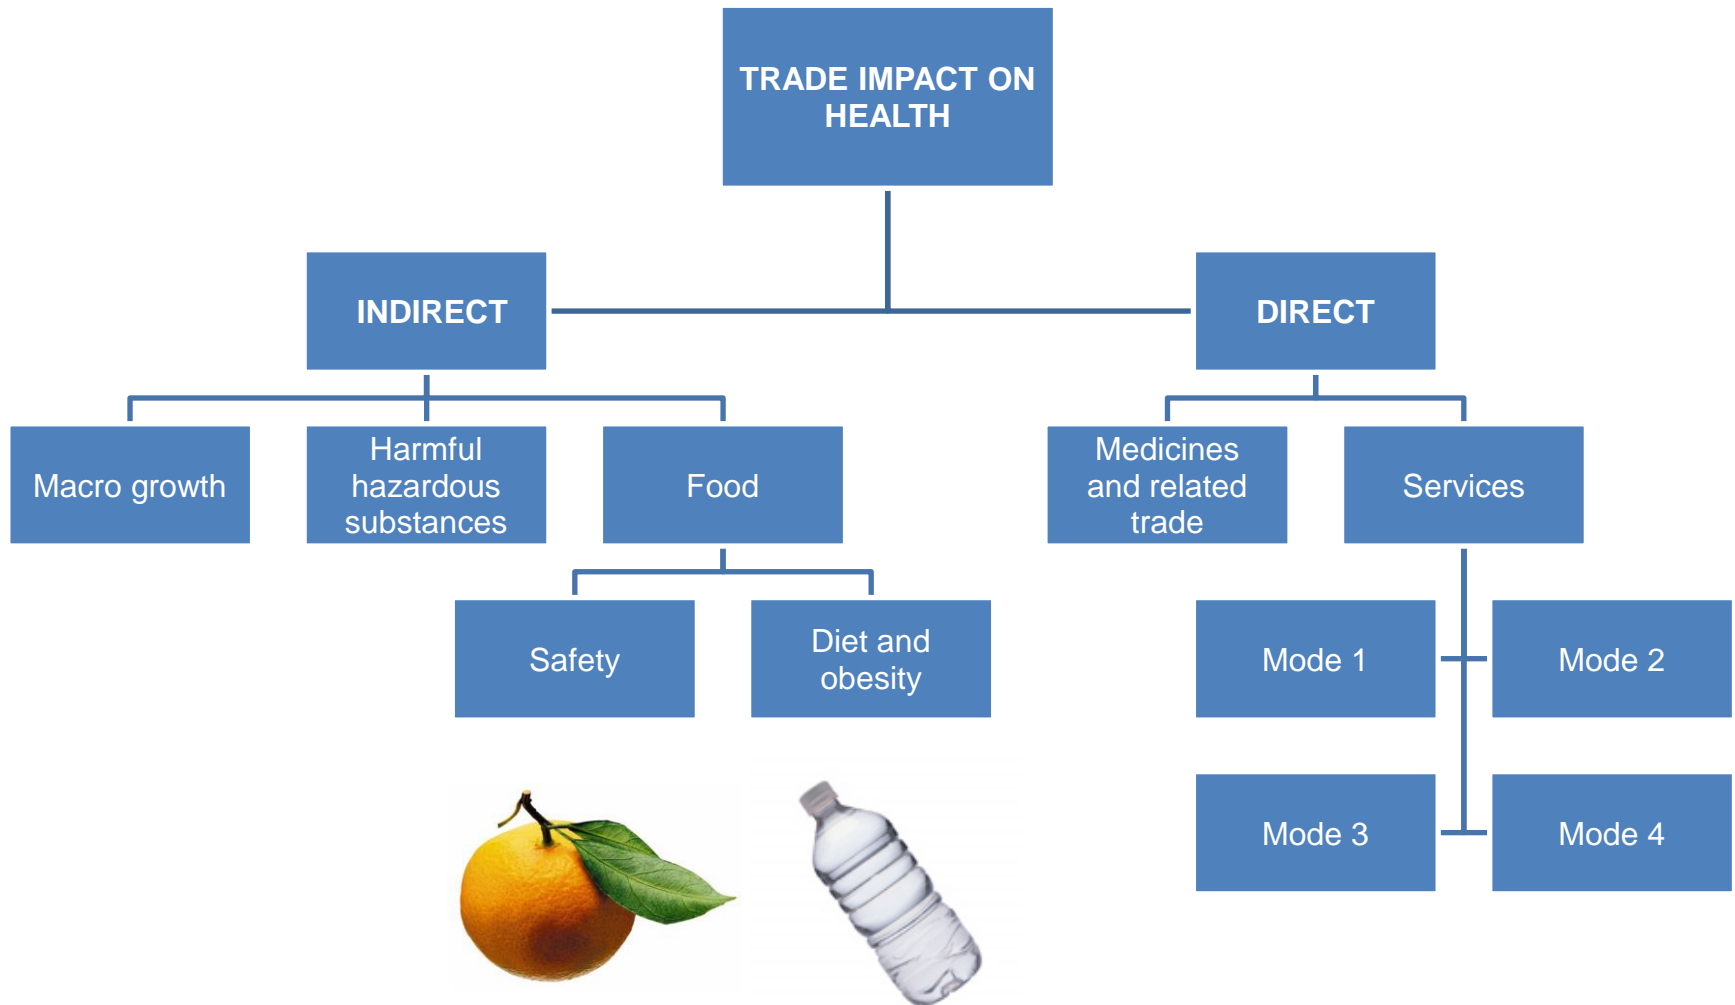 TRADE IMPACT ON
HEALTH
INDIRECT
DIRECT
Macro growth
Harmful
hazardous
substances
Food
Medicines
and related
trade
Services
Safety
Diet and
obesity
Mode 1
Mode 2
Mode 3
Mode 4